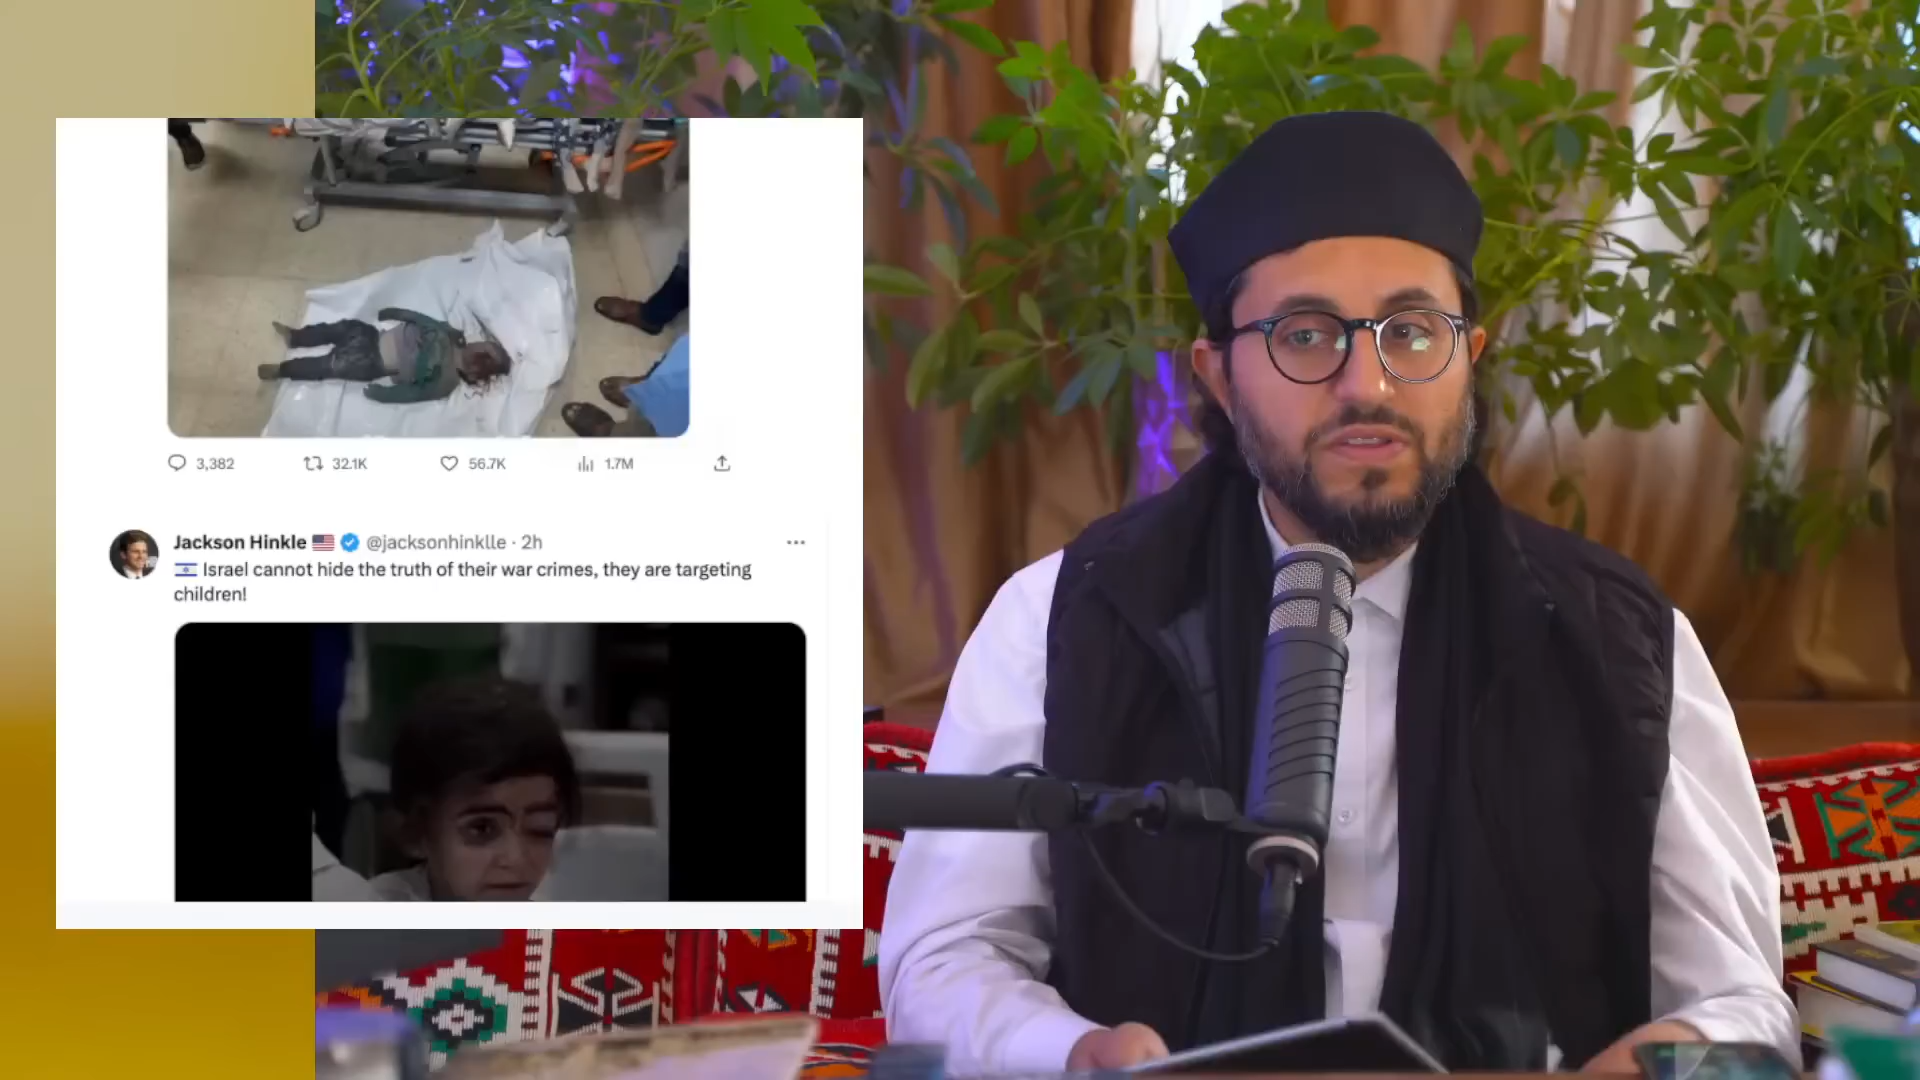 3,382 32.1K 56.7K 1.7M
Jackson Hinkle 🇺🇸 @jacksonhinklle · 2h
🇮🇱 Israel cannot hide the truth of their war crimes, they are targeting
children!